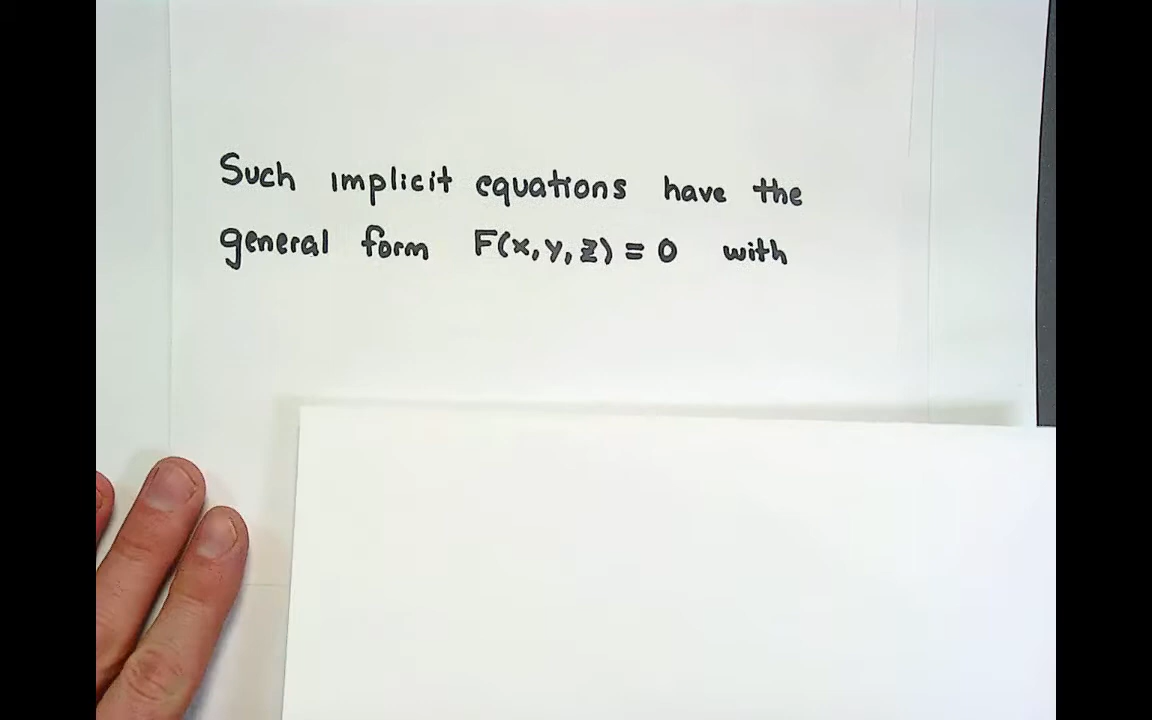 Such implicit equations have the
general form F(x, y, z) = 0 with